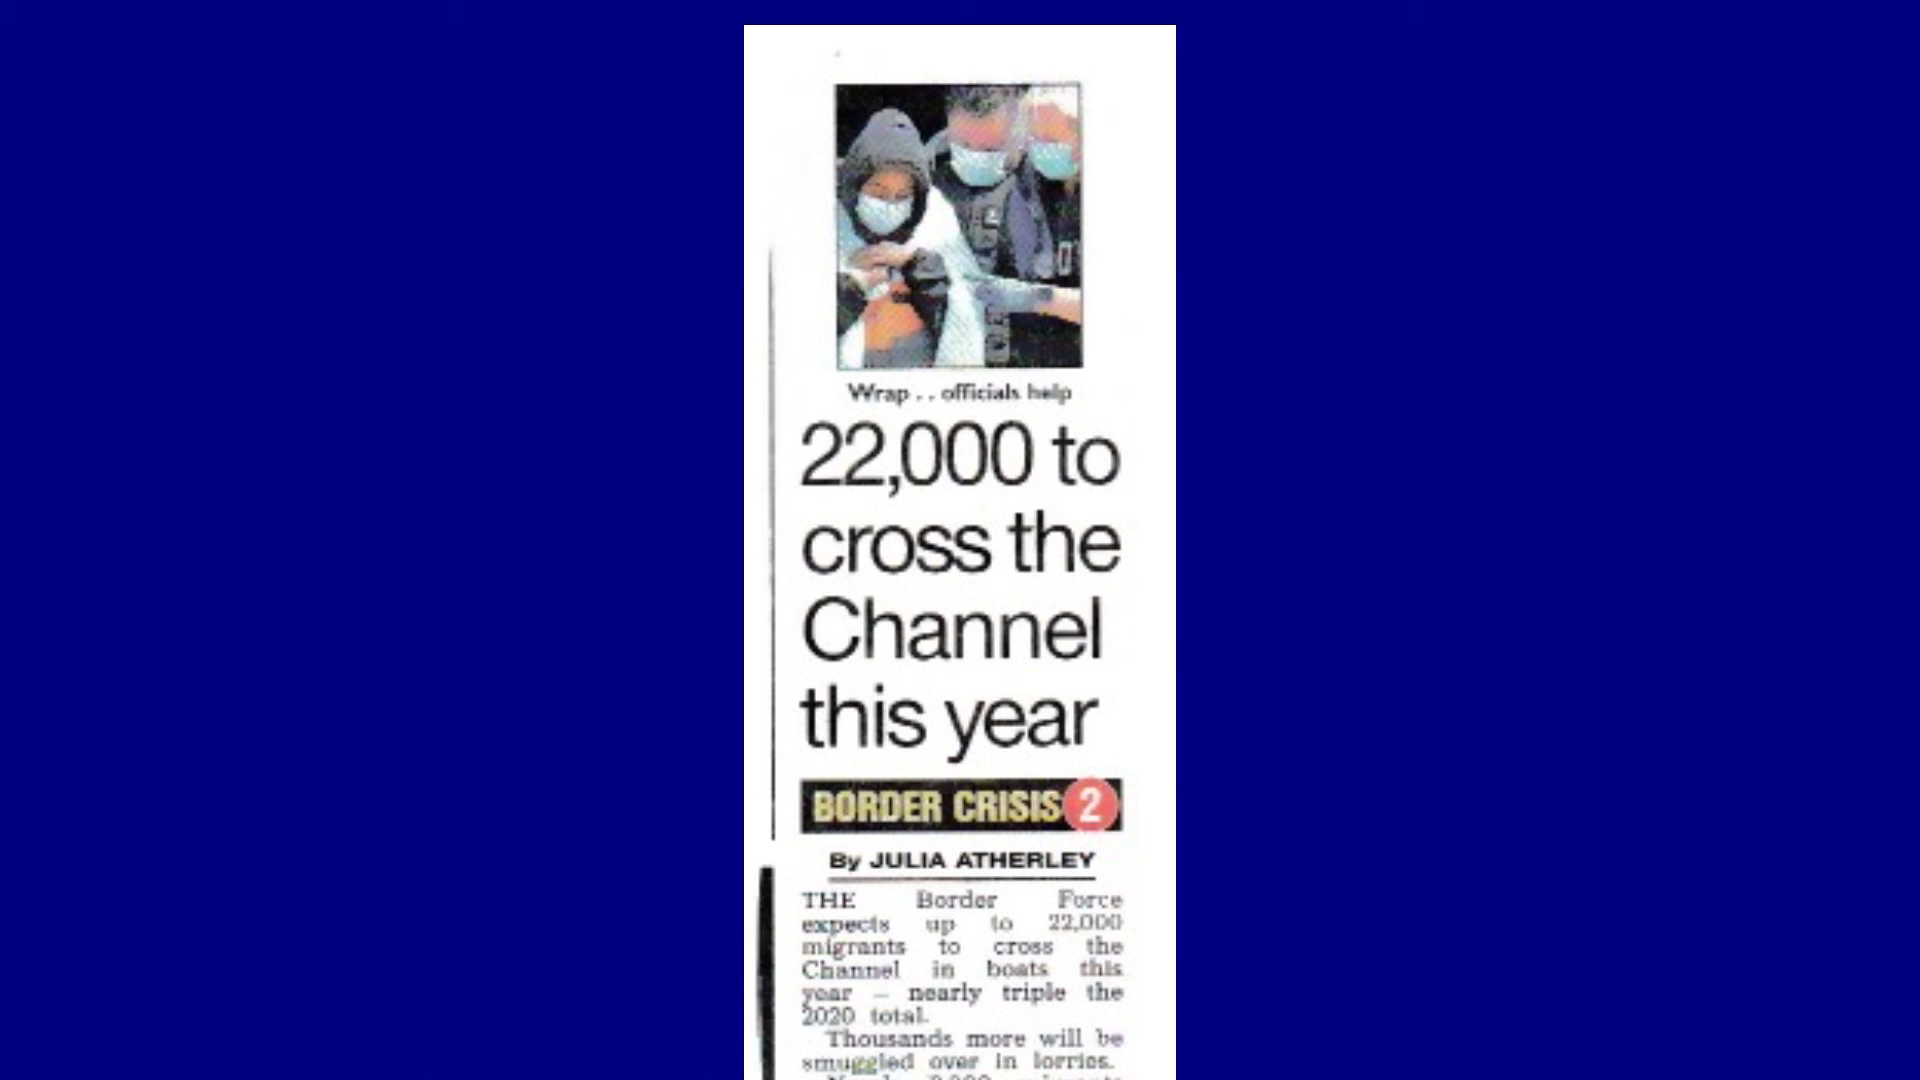 Wrap . . officials help
22,000 to
cross the
Channel
this year
BORDER CRISIS 2
By JULIA ATHERLEY
THE Border Force
expects up to 22,000
migrants to cross the
Channel in boats this
year – nearly triple the
2020 total.
Thousands more will be
smuggled over in lorries.